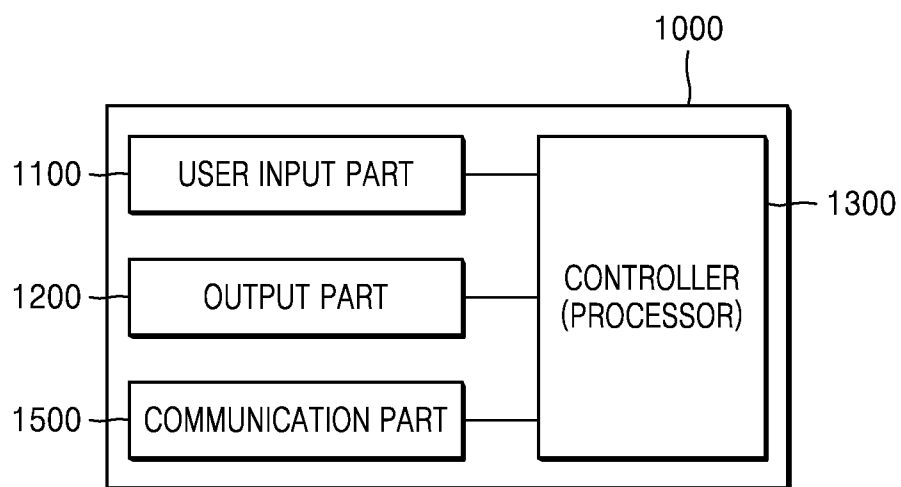 1000
1100
USER INPUT PART
1300
1200
OUTPUT PART
CONTROLLER
(PROCESSOR)
1500
COMMUNICATION PART